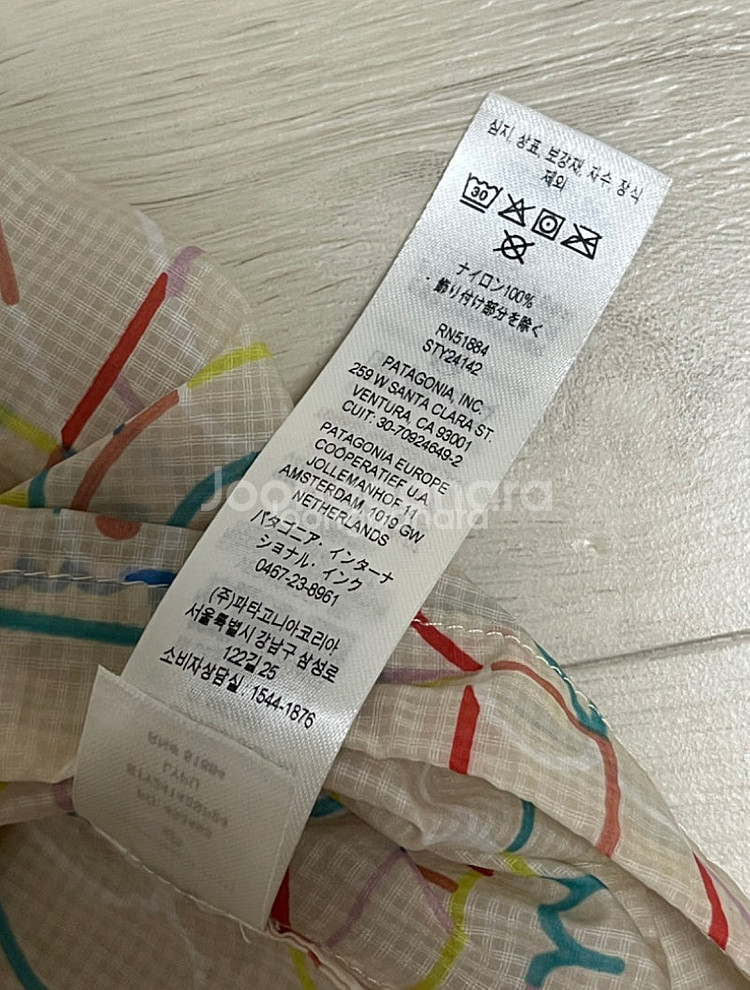 심지, 상표, 보강재, 자수, 장식
제외
30
ナイロン100%
・飾り付け部分を除く
RN51884
STY24142
PATAGONIA, INC.
259 W SANTA CLARA ST.
VENTURA, CA 93001
CUIT: 30-70924649-2
PATAGONIA EUROPE
COÖPERATIEF U.A.
JOLLEMANHOF 11
AMSTERDAM, 1019 GW
NETHERLANDS
パタゴニア・インターナ
ショナル・インク
0467-23-8961
(주)파타고니아코리아
서울특별시 강남구 삼성로
122길 25
소비자상담실 : 1544-1876